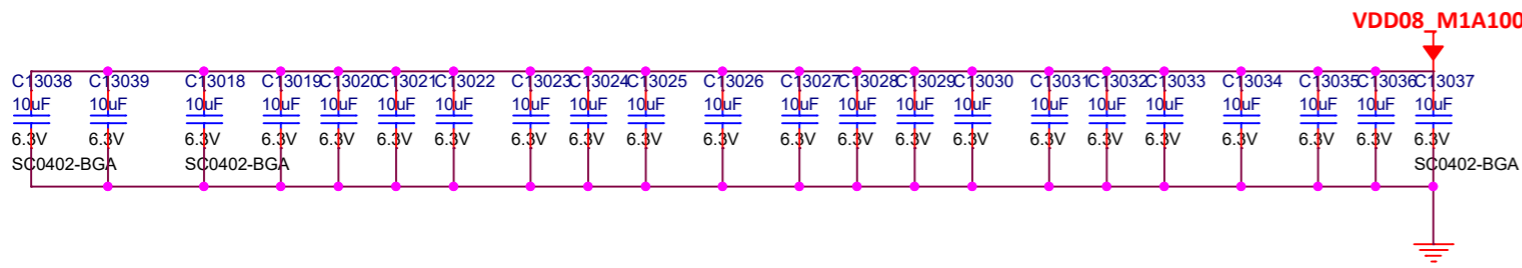 VDD08_M1A100
C13038 C13039 C13018 C13019 C13020 C13021 C13022 C13023 C13024 C13025 C13026 C13027 C13028 C13029 C13030 C13031 C13032 C13033 C13034 C13035 C13036 C13037
10uF 10uF 10uF 10uF 10uF 10uF 10uF 10uF 10uF 10uF 10uF 10uF 10uF 10uF 10uF 10uF 10uF 10uF 10uF 10uF 10uF 10uF
6.3V 6.3V 6.3V 6.3V 6.3V 6.3V 6.3V 6.3V 6.3V 6.3V 6.3V 6.3V 6.3V 6.3V 6.3V 6.3V 6.3V 6.3V 6.3V 6.3V 6.3V 6.3V
SC0402-BGA SC0402-BGA SC0402-BGA